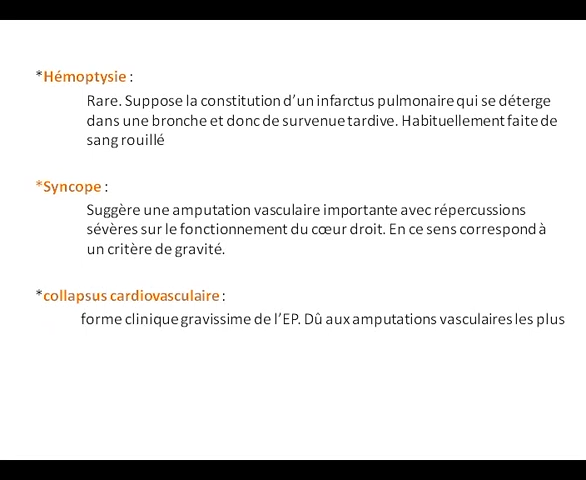 *Hémoptysie :
Rare. Suppose la constitution d'un infarctus pulmonaire qui se déterge
dans une bronche et donc de survenue tardive. Habituellement faite de
sang rouillé
*Syncope :
Suggère une amputation vasculaire importante avec répercussions
sévères sur le fonctionnement du cœur droit. En ce sens correspond à
un critère de gravité.
*collapsus cardiovasculaire :
forme clinique gravissime de l'EP. Dû aux amputations vasculaires les plus